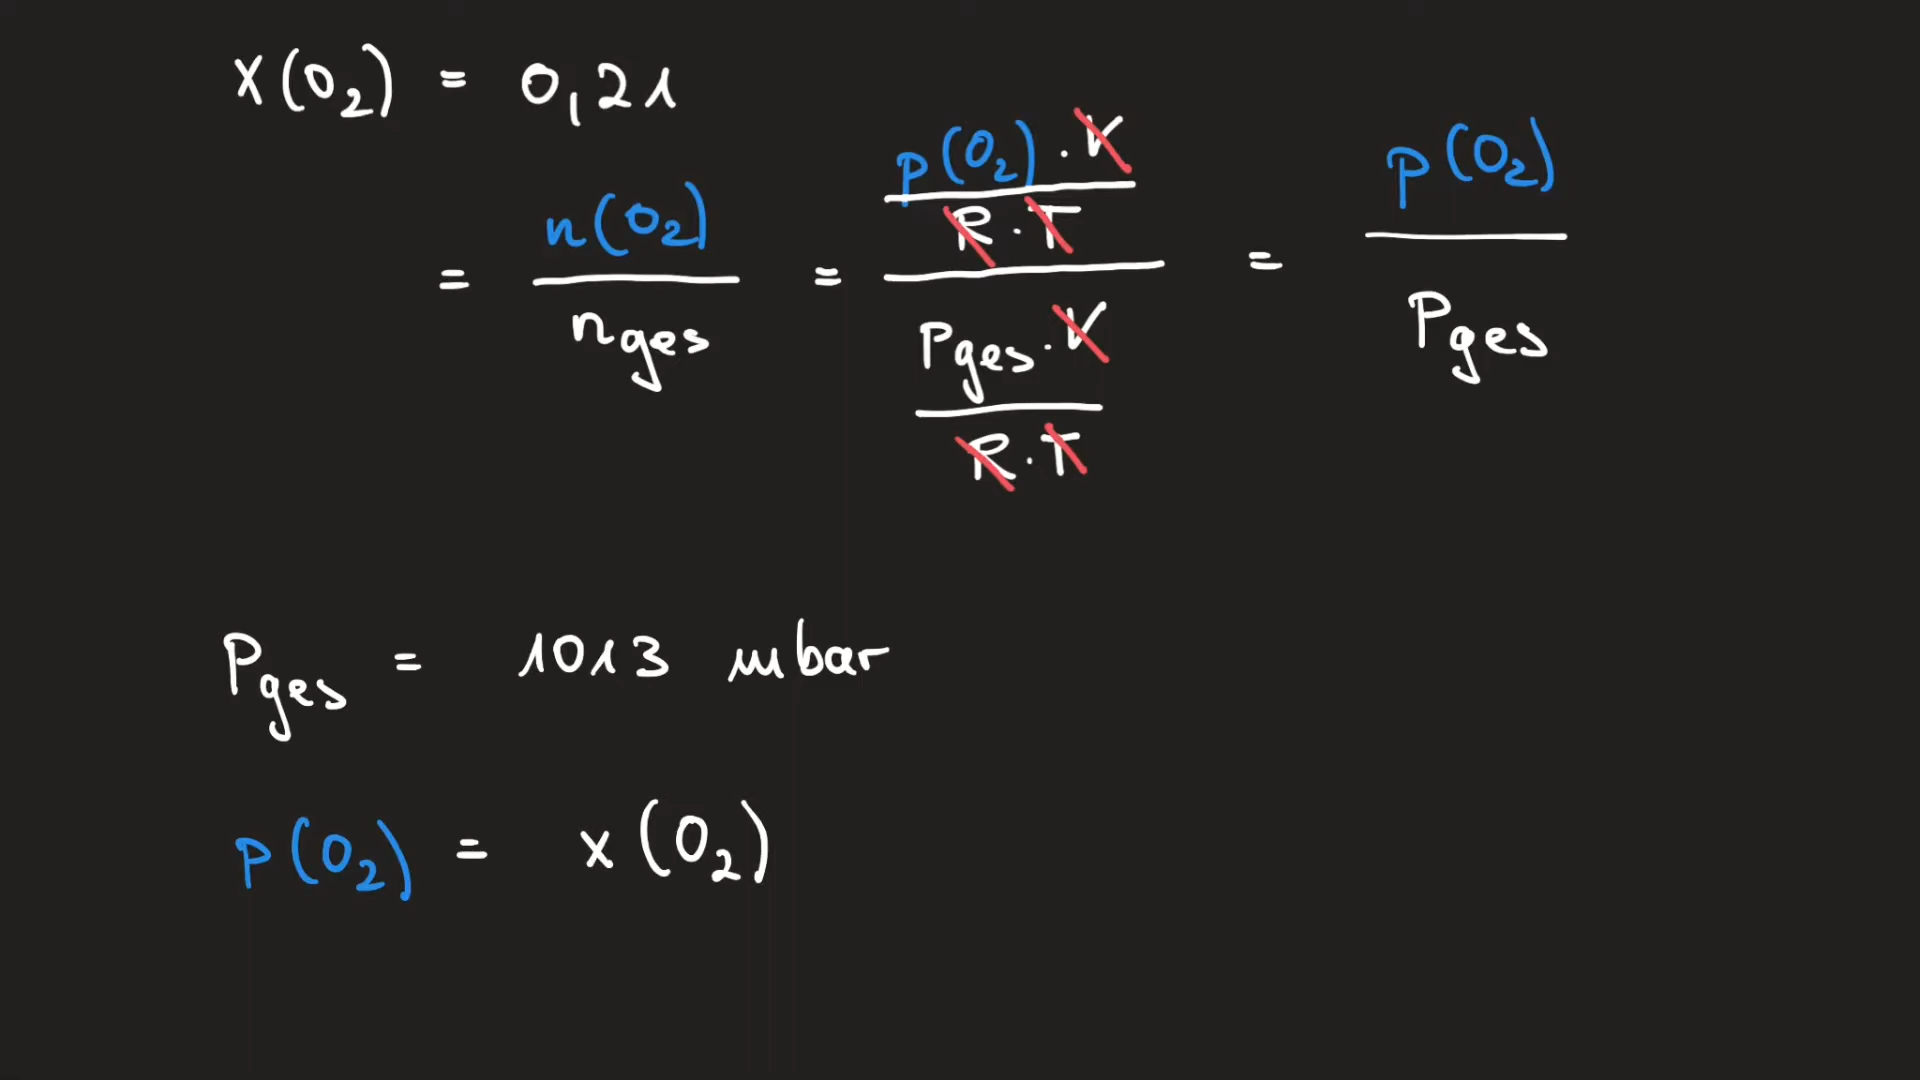 x(O₂) = 0,21
= n(O₂) / n_ges = (p(O₂) · V / R · T) / (p_ges · V / R · T) = p(O₂) / p_ges
p_ges = 1013 mbar
p(O₂) = x(O₂)